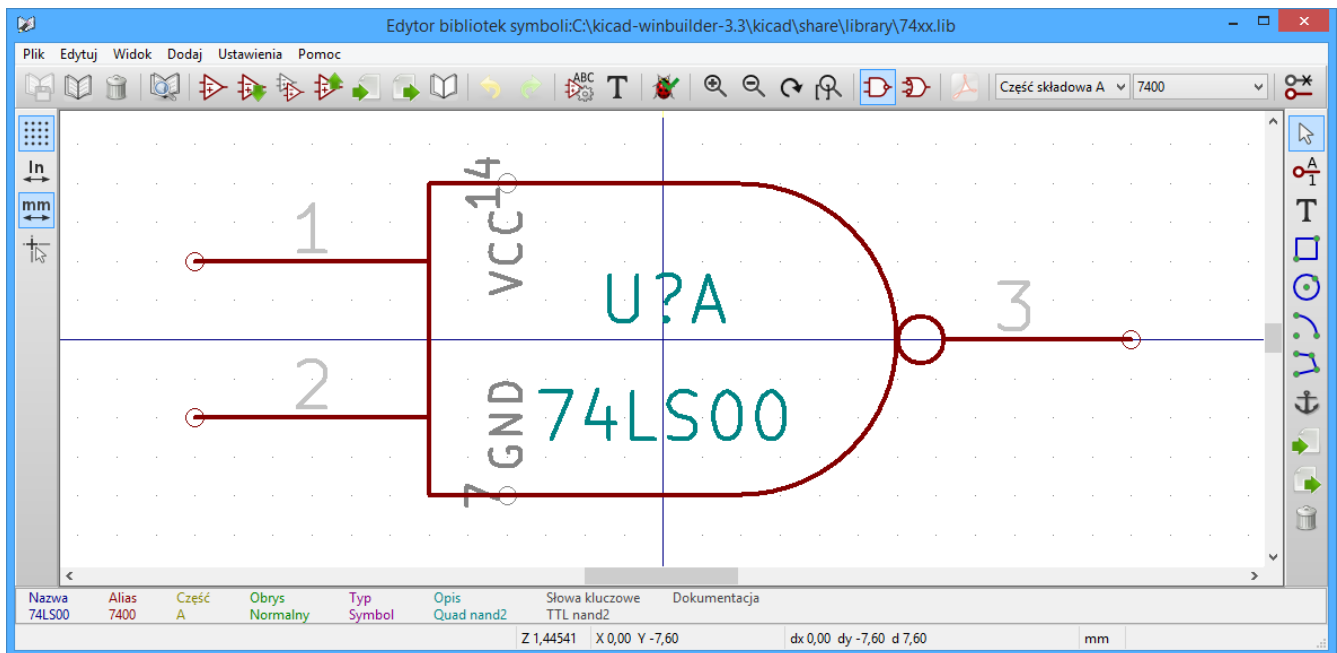 Edytor bibliotek symboli:C:\kicad-winbuilder-3.3\kicad\share\library\74xx.lib
Plik Edytuj Widok Dodaj Ustawienia Pomoc
ABC T Część składowa A 7400
In
mm
A
1
T
14
VCC
1
2
3
U?A
GND
74LS00
7
Nazwa Alias Część Obrys Typ Opis Słowa kluczowe Dokumentacja
74LS00 7400 A Normalny Symbol Quad nand2 TTL nand2
Z 1,44541 X 0,00 Y -7,60 dx 0,00 dy -7,60 d 7,60 mm